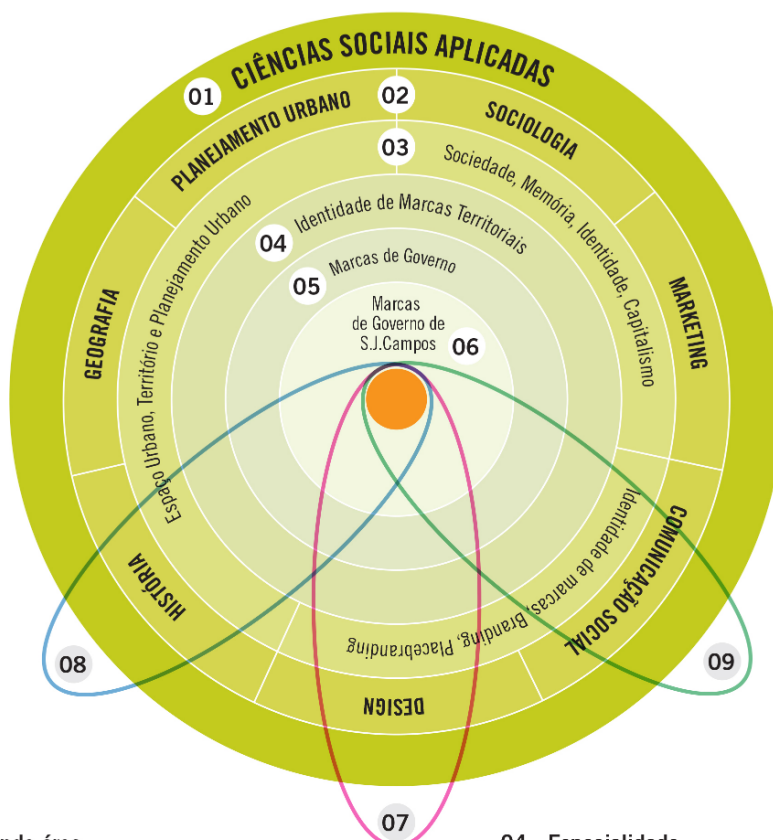 01
CIÊNCIAS SOCIAIS APLICADAS
02
PLANEJAMENTO URBANO
SOCIOLOGIA
GEOGRAFIA
MARKETING
HISTÓRIA
COMUNICAÇÃO SOCIAL
DESIGN
03
Espaço Urbano, Território e Planejamento Urbano
Sociedade, Memória, Identidade, Capitalismo
Identidade de marcas, Branding, Placebranding
04
Identidade de Marcas Territoriais
05
Marcas de Governo
Marcas
de Governo de
S.J.Campos
06
08
09
07